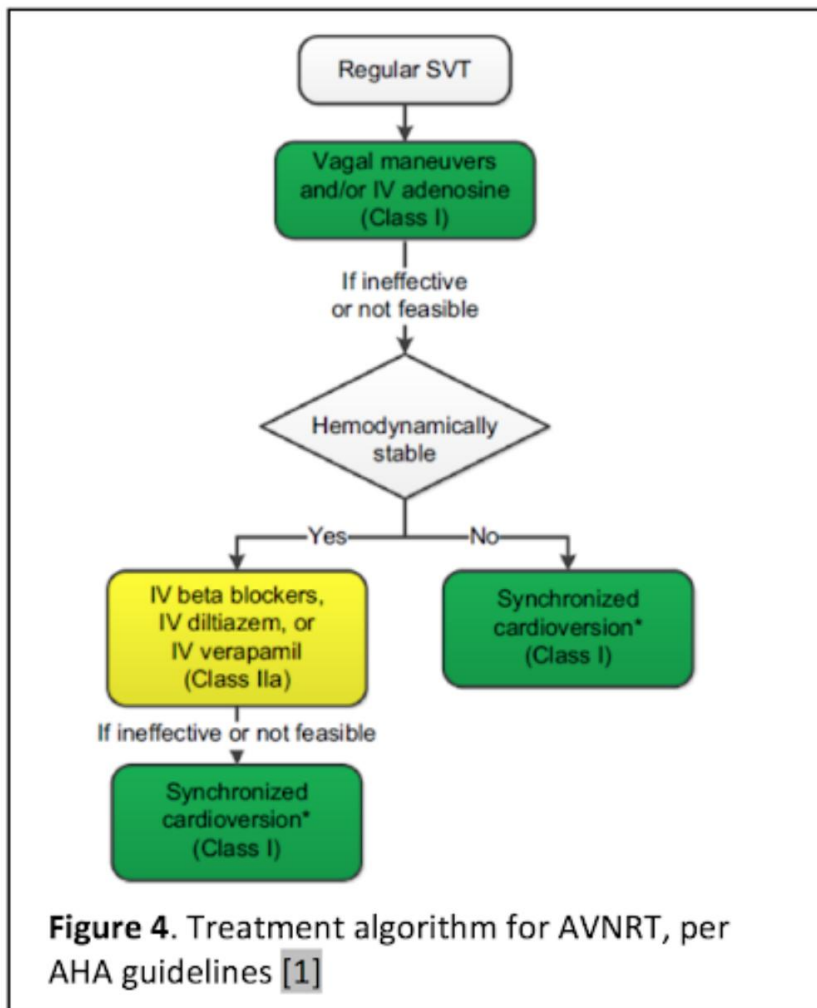 Regular SVT
Vagal maneuvers
and/or IV adenosine
(Class I)
If ineffective
or not feasible
Hemodynamically
stable
Yes
No
IV beta blockers,
IV diltiazem, or
IV verapamil
(Class IIa)
Synchronized
cardioversion*
(Class I)
If ineffective or not feasible
Synchronized
cardioversion*
(Class I)
Figure 4. Treatment algorithm for AVNRT, per
AHA guidelines [1]